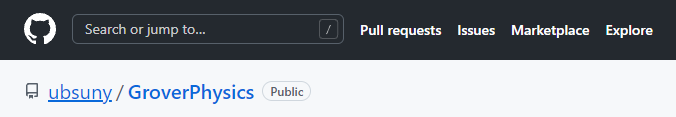 Search or jump to... / Pull requests Issues Marketplace Explore
ubsuny / GroverPhysics Public